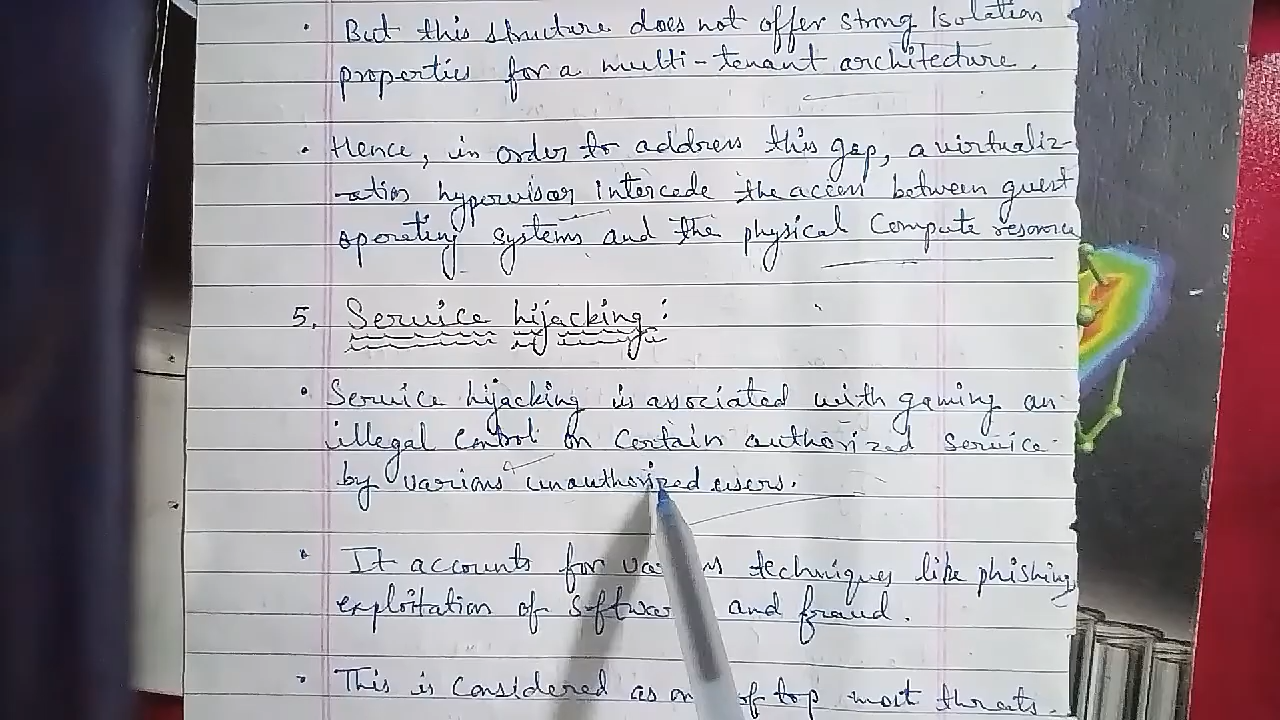 • But this structure does not offer strong Isolation
properties for a multi-tenant architecture.
• Hence, in order to address this gap, a virtualiz-
-ation hypervisor intercede the access between guest
operating systems and the physical Compute resource
5. Service hijacking:
• Service hijacking is associated with gaining an
illegal control on certain authorized service
by various unauthorized users.
• It accounts for techniques like phishing
exploitation of and fraud.
• This is Considered as of top most threats.